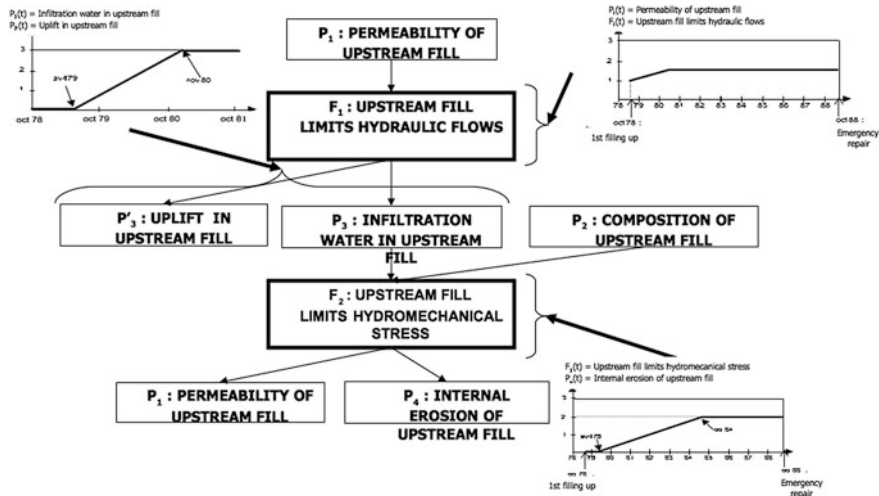 P₃(t) = Infiltration water in upstream fill
P₃'(t) = Uplift in upstream fill
3
2
1
avr79
nov 80
oct 78
oct 79
oct 80
oct 81
P₁ : PERMEABILITY OF
UPSTREAM FILL
P₁(t) = Permeability of upstream fill
F₁(t) = Upstream fill limits hydraulic flows
3
2
1
78 79 80 81 82 83 84 85 86 87 88
oct 78 :
1st filling up
oct 88 :
Emergency
repair
F₁ : UPSTREAM FILL
LIMITS HYDRAULIC FLOWS
P'₃ : UPLIFT IN
UPSTREAM FILL
P₃ : INFILTRATION
WATER IN UPSTREAM
FILL
P₂ : COMPOSITION OF
UPSTREAM FILL
F₂ : UPSTREAM FILL
LIMITS HYDROMECHANICAL
STRESS
P₁ : PERMEABILITY OF
UPSTREAM FILL
P₄ : INTERNAL
EROSION OF
UPSTREAM FILL
F₂(t) = Upstream fill limits hydromecanical stress
P₄(t) = Internal erosion of upstream fill
3
2
1
1st filling up
Emergency
repair